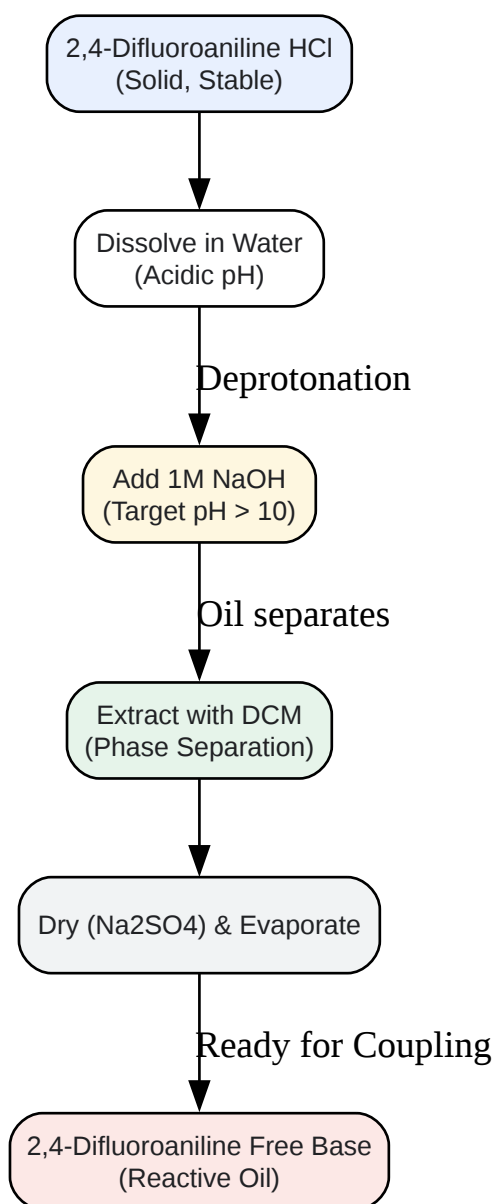 2,4-Difluoroaniline HCl
(Solid, Stable)
Dissolve in Water
(Acidic pH)
Deprotonation
Add 1M NaOH
(Target pH > 10)
Oil separates
Extract with DCM
(Phase Separation)
Dry (Na2SO4) & Evaporate
Ready for Coupling
2,4-Difluoroaniline Free Base
(Reactive Oil)